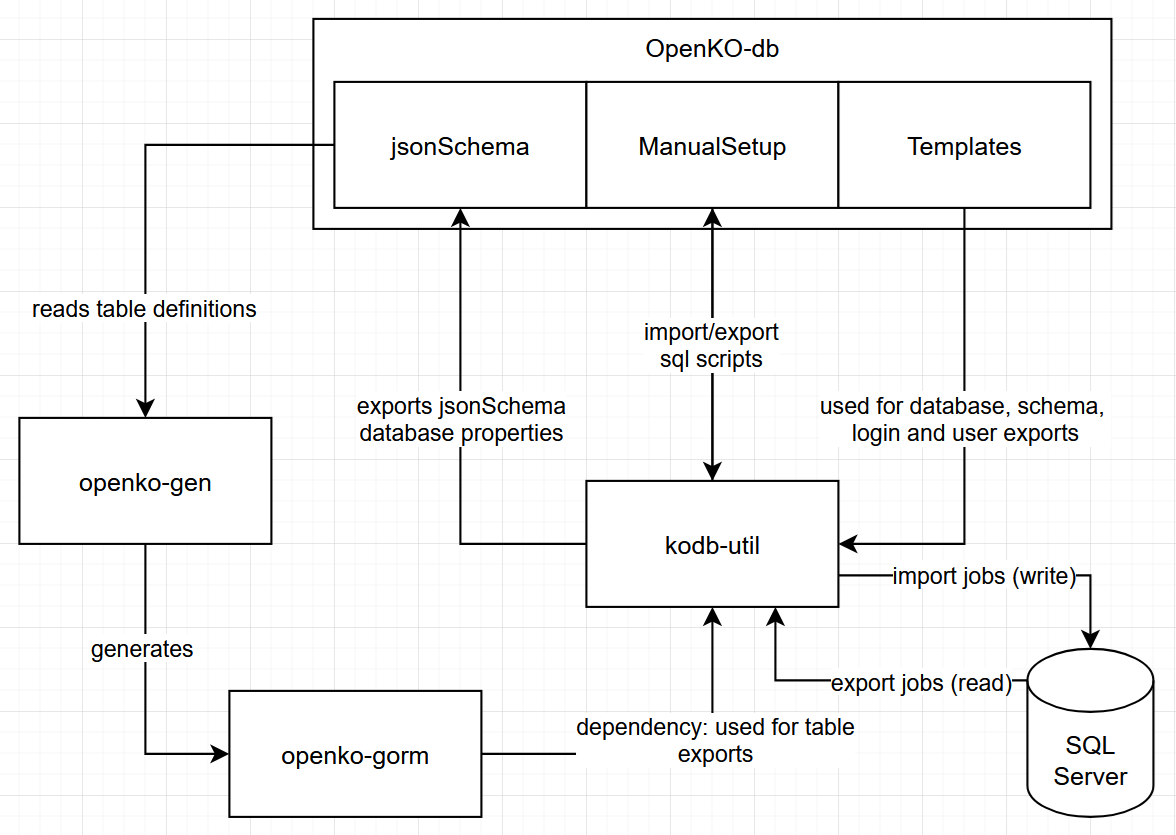 OpenKO-db
jsonSchema
ManualSetup
Templates
reads table definitions
import/export
sql scripts
exports jsonSchema
database properties
used for database, schema,
login and user exports
openko-gen
kodb-util
import jobs (write)
generates
export jobs (read)
dependency: used for table
exports
openko-gorm
SQL
Server